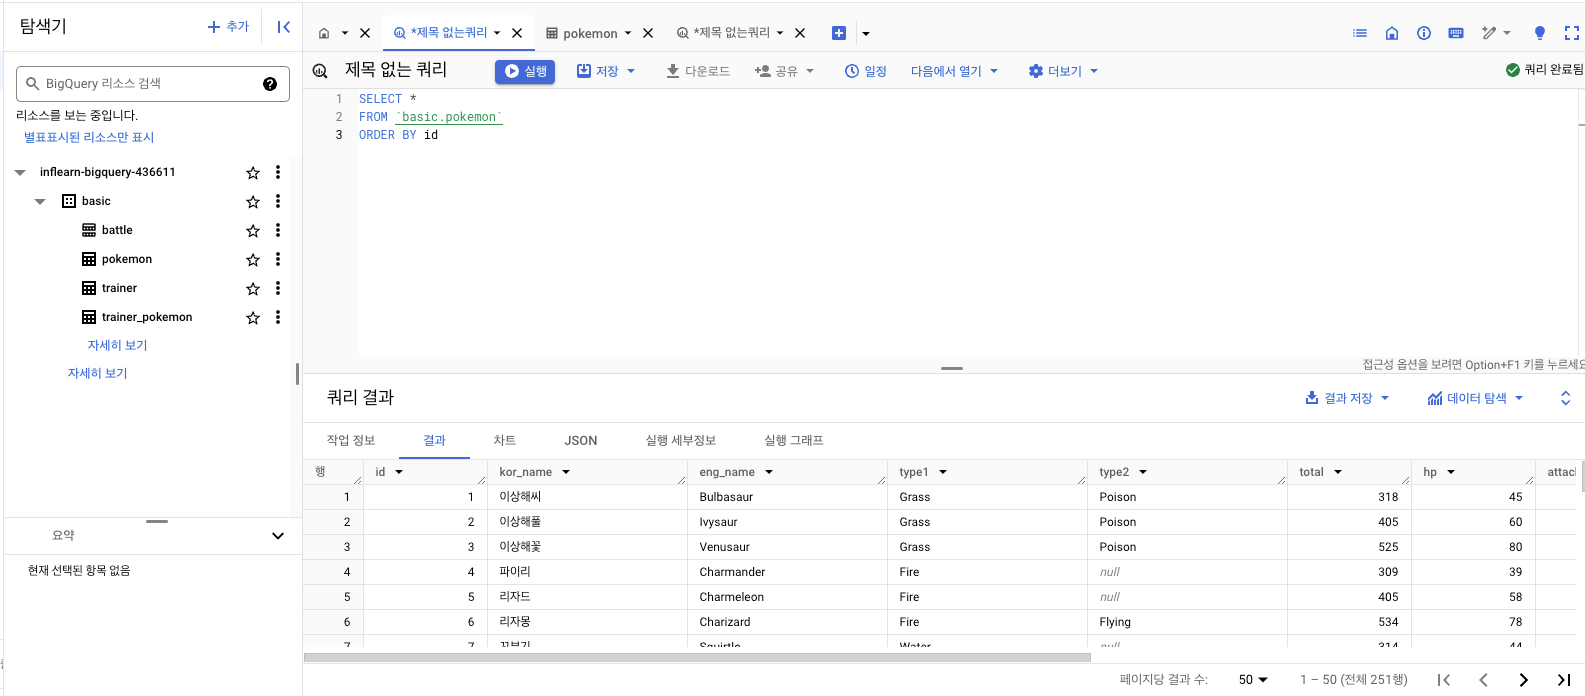 탐색기
+ 추가
BigQuery 리소스 검색
리소스를 보는 중입니다.
별표표시된 리소스만 표시
inflearn-bigquery-436611
basic
battle
pokemon
trainer
trainer_pokemon
자세히 보기
자세히 보기
요약
현재 선택된 항목 없음
*제목 없는쿼리
pokemon
*제목 없는쿼리
제목 없는 쿼리
실행
저장
다운로드
공유
일정
다음에서 열기
더보기
쿼리 완료됨
1 SELECT *
2 FROM `basic.pokemon`
3 ORDER BY id
접근성 옵션을 보려면 Option+F1 키를 누르세요
쿼리 결과
결과 저장
데이터 탐색
작업 정보 결과 차트 JSON 실행 세부정보 실행 그래프
행 id kor_name eng_name type1 type2 total hp attac
1 1 이상해씨 Bulbasaur Grass Poison 318 45
2 2 이상해풀 Ivysaur Grass Poison 405 60
3 3 이상해꽃 Venusaur Grass Poison 525 80
4 4 파이리 Charmander Fire null 309 39
5 5 리자드 Charmeleon Fire null 405 58
6 6 리자몽 Charizard Fire Flying 534 78
7 7 꼬부기 Squirtle Water null 314 44
페이지당 결과 수: 50 1 – 50 (전체 251행)